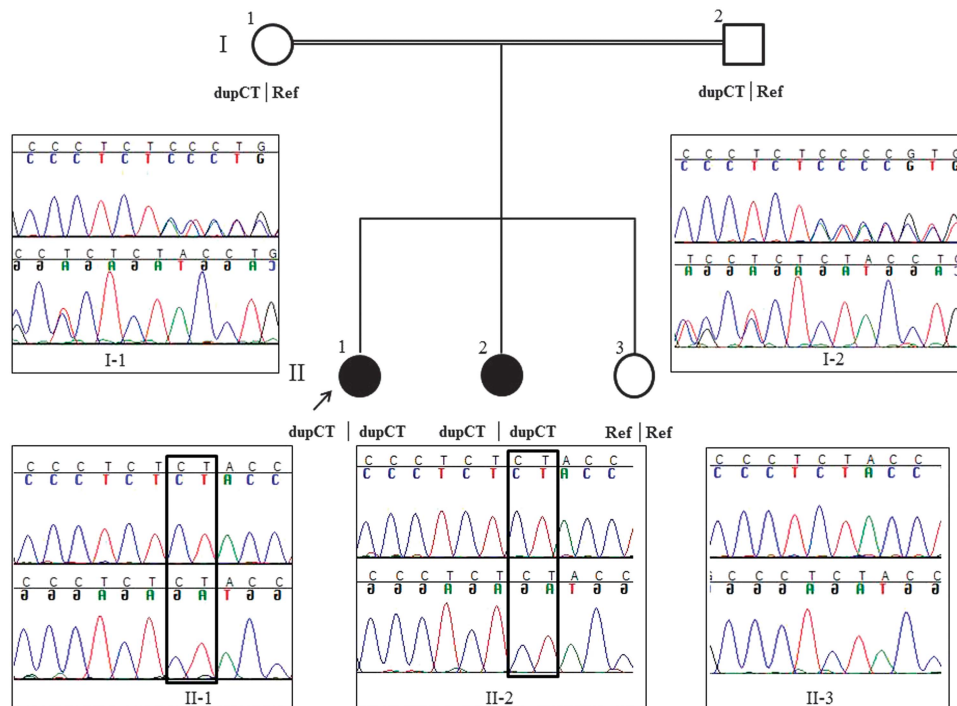 1
2
I
dupCT | Ref
dupCT | Ref
C C C T C T C C C T G
C C C T C T C C C T G
C C T C T C T A C C T G
G G A G A G A T G G A C
I-1
C C C T C T C C C C G T G
C C C T C T C C C C G T G
T C C T C T C T A C C T G
A G G A G A G A T G G A C
I-2
1
2
3
II
dupCT | dupCT
dupCT | dupCT
Ref | Ref
C C C T C T C T A C C
C C C T C T C T A C C
C C C T C T C T A C C
G G G A G A G A T G G
II-1
C C C T C T C T A C C
C C C T C T C T A C C
C C C T C T C T A C C
G G G A G A G A T G G
II-2
C C C T C T A C C
C C C T C T A C C
C C C T C T A C C
G G G A G A T G G
II-3